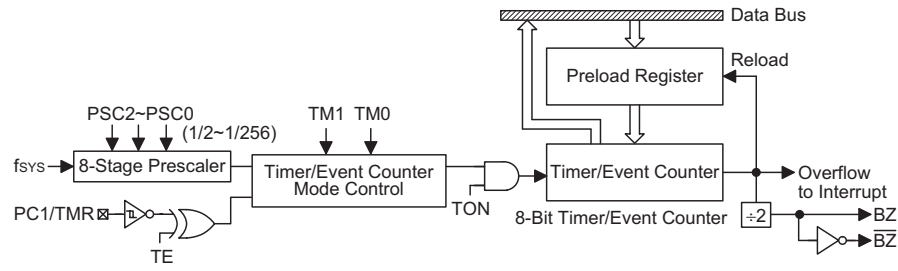 Data Bus
Preload Register
Reload
PSC2~PSC0
(1/2~1/256)
TM1
TM0
fSYS
8-Stage Prescaler
Timer/Event Counter
Mode Control
Timer/Event Counter
Overflow
to Interrupt
PC1/TMR
TON
8-Bit Timer/Event Counter
÷2
BZ
B̅Z̅
TE